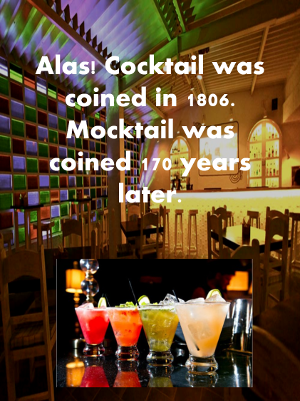 Alas! Cocktail was
coined in 1806.
Mocktail was
coined 170 years
later.